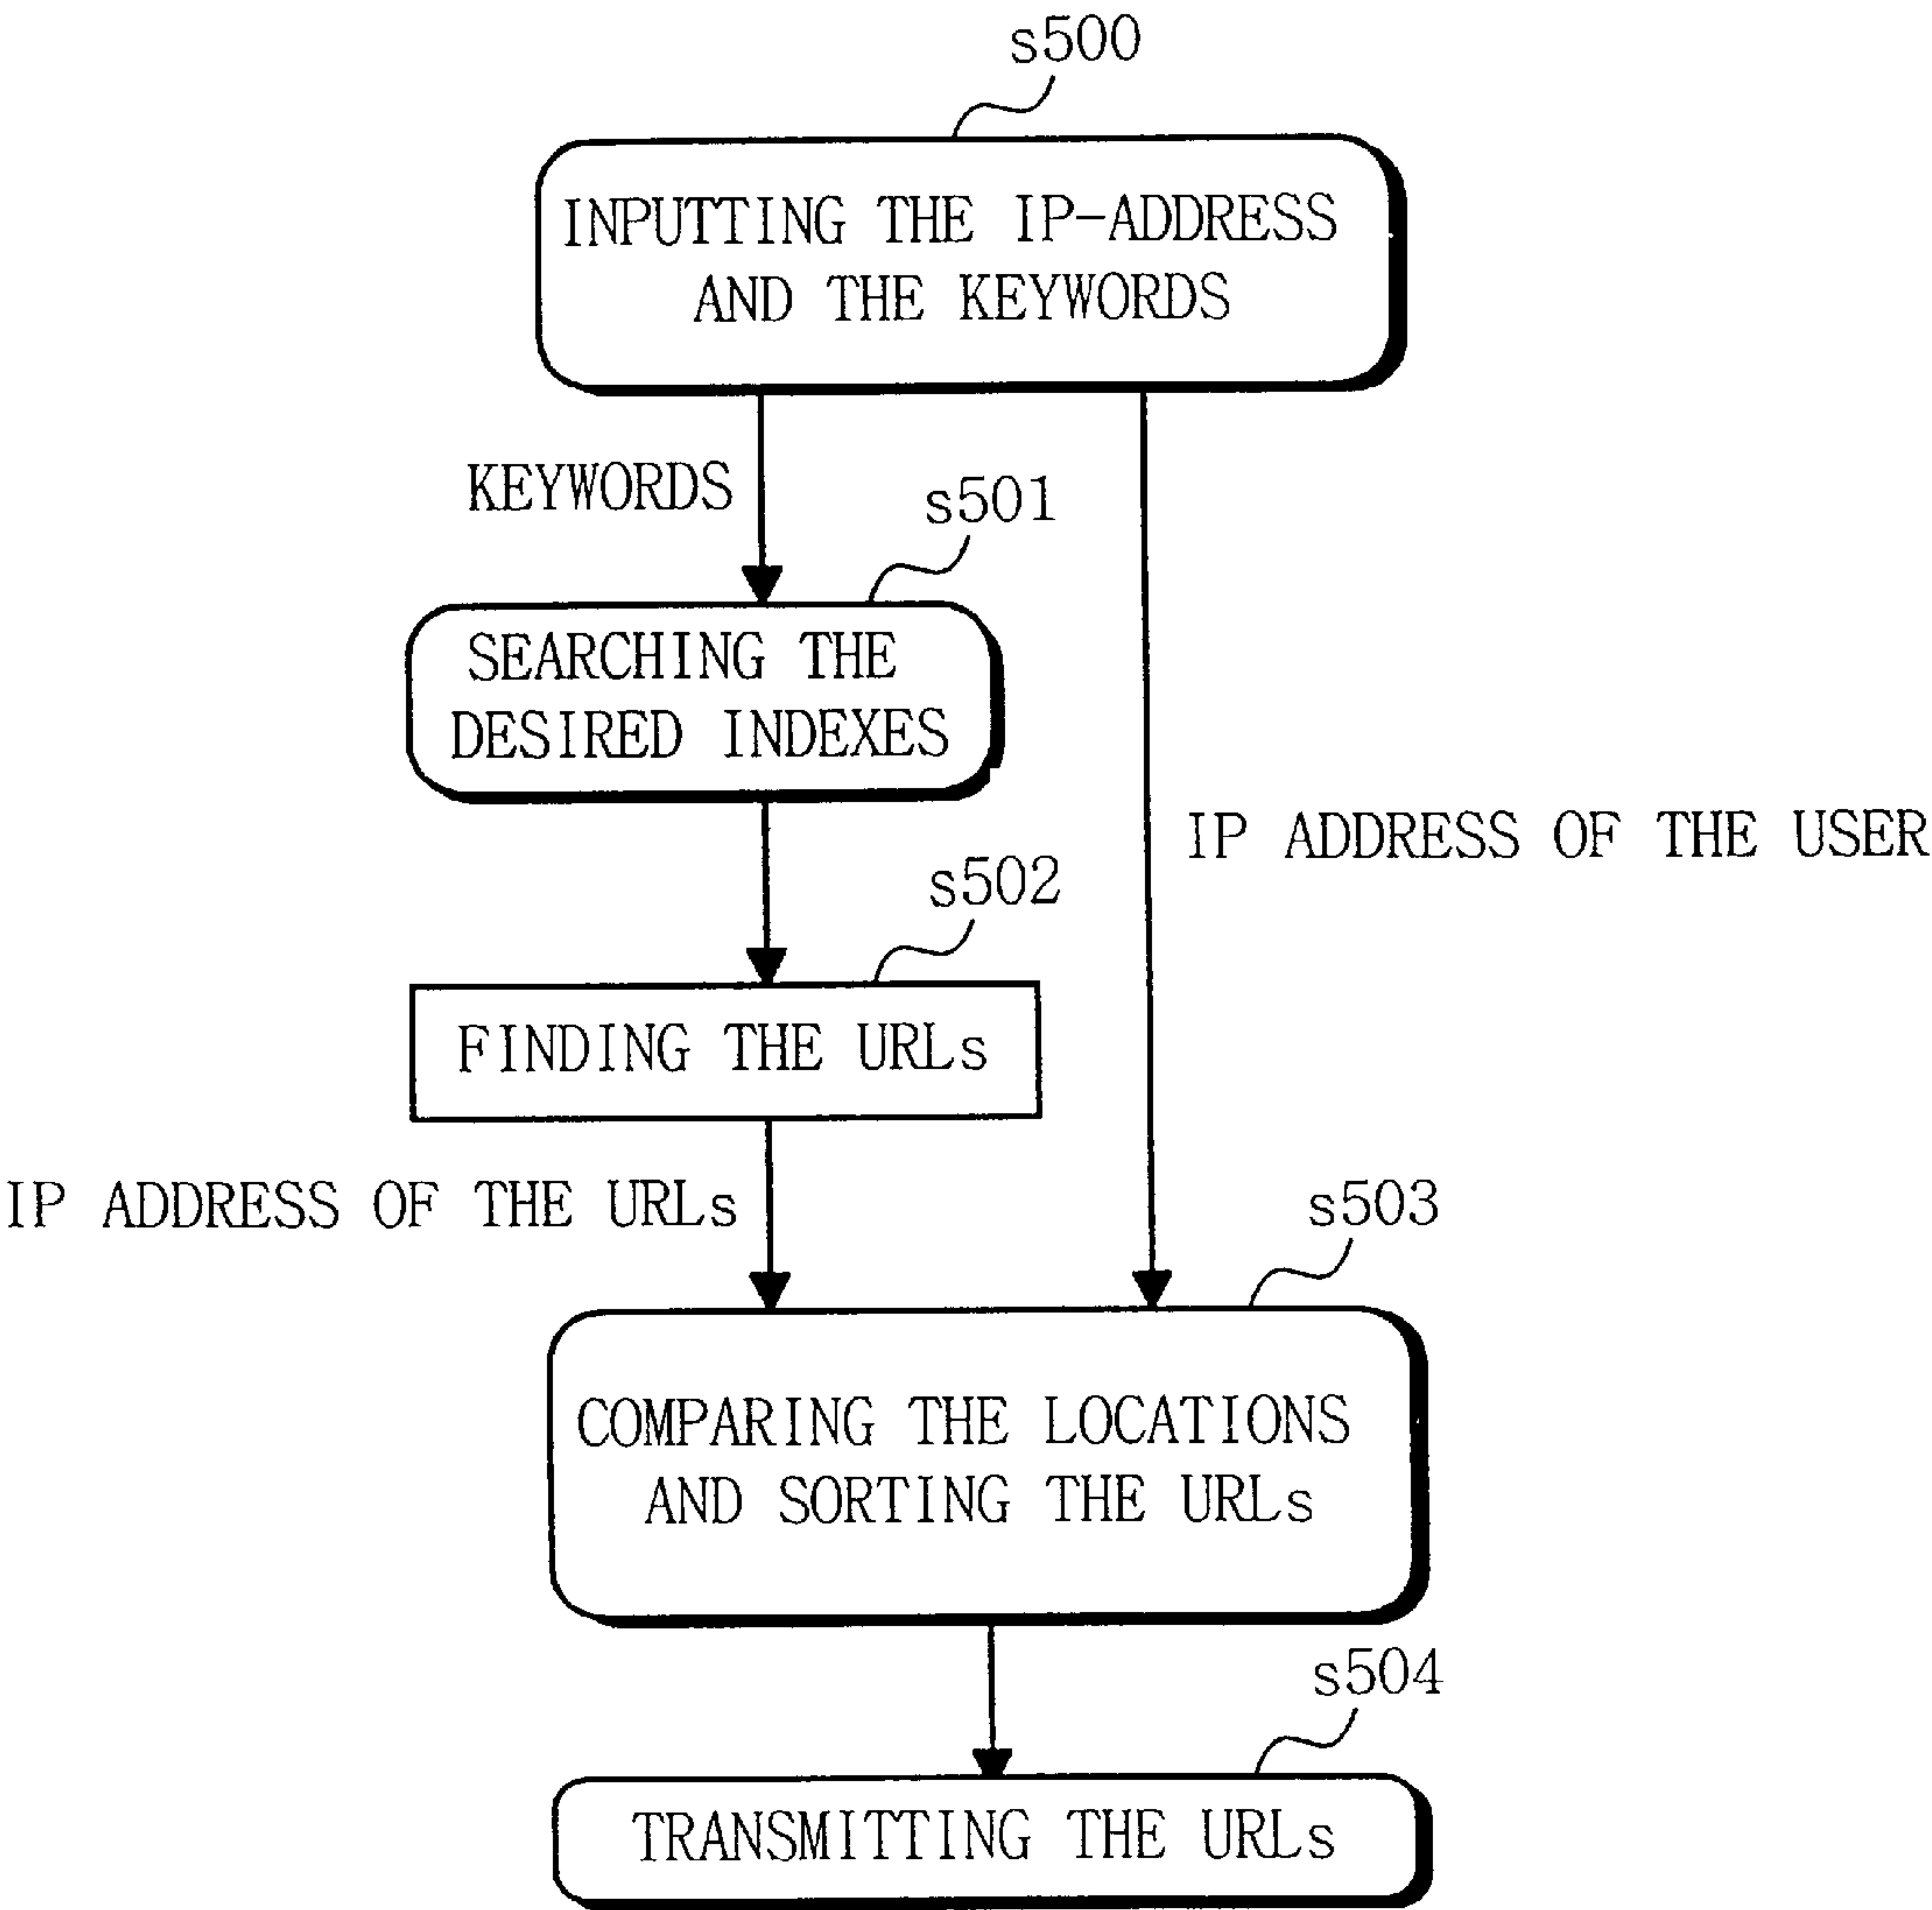 s500
INPUTTING THE IP-ADDRESS
AND THE KEYWORDS
KEYWORDS
s501
SEARCHING THE
DESIRED INDEXES
IP ADDRESS OF THE USER
s502
FINDING THE URLs
IP ADDRESS OF THE URLs
s503
COMPARING THE LOCATIONS
AND SORTING THE URLs
s504
TRANSMITTING THE URLs